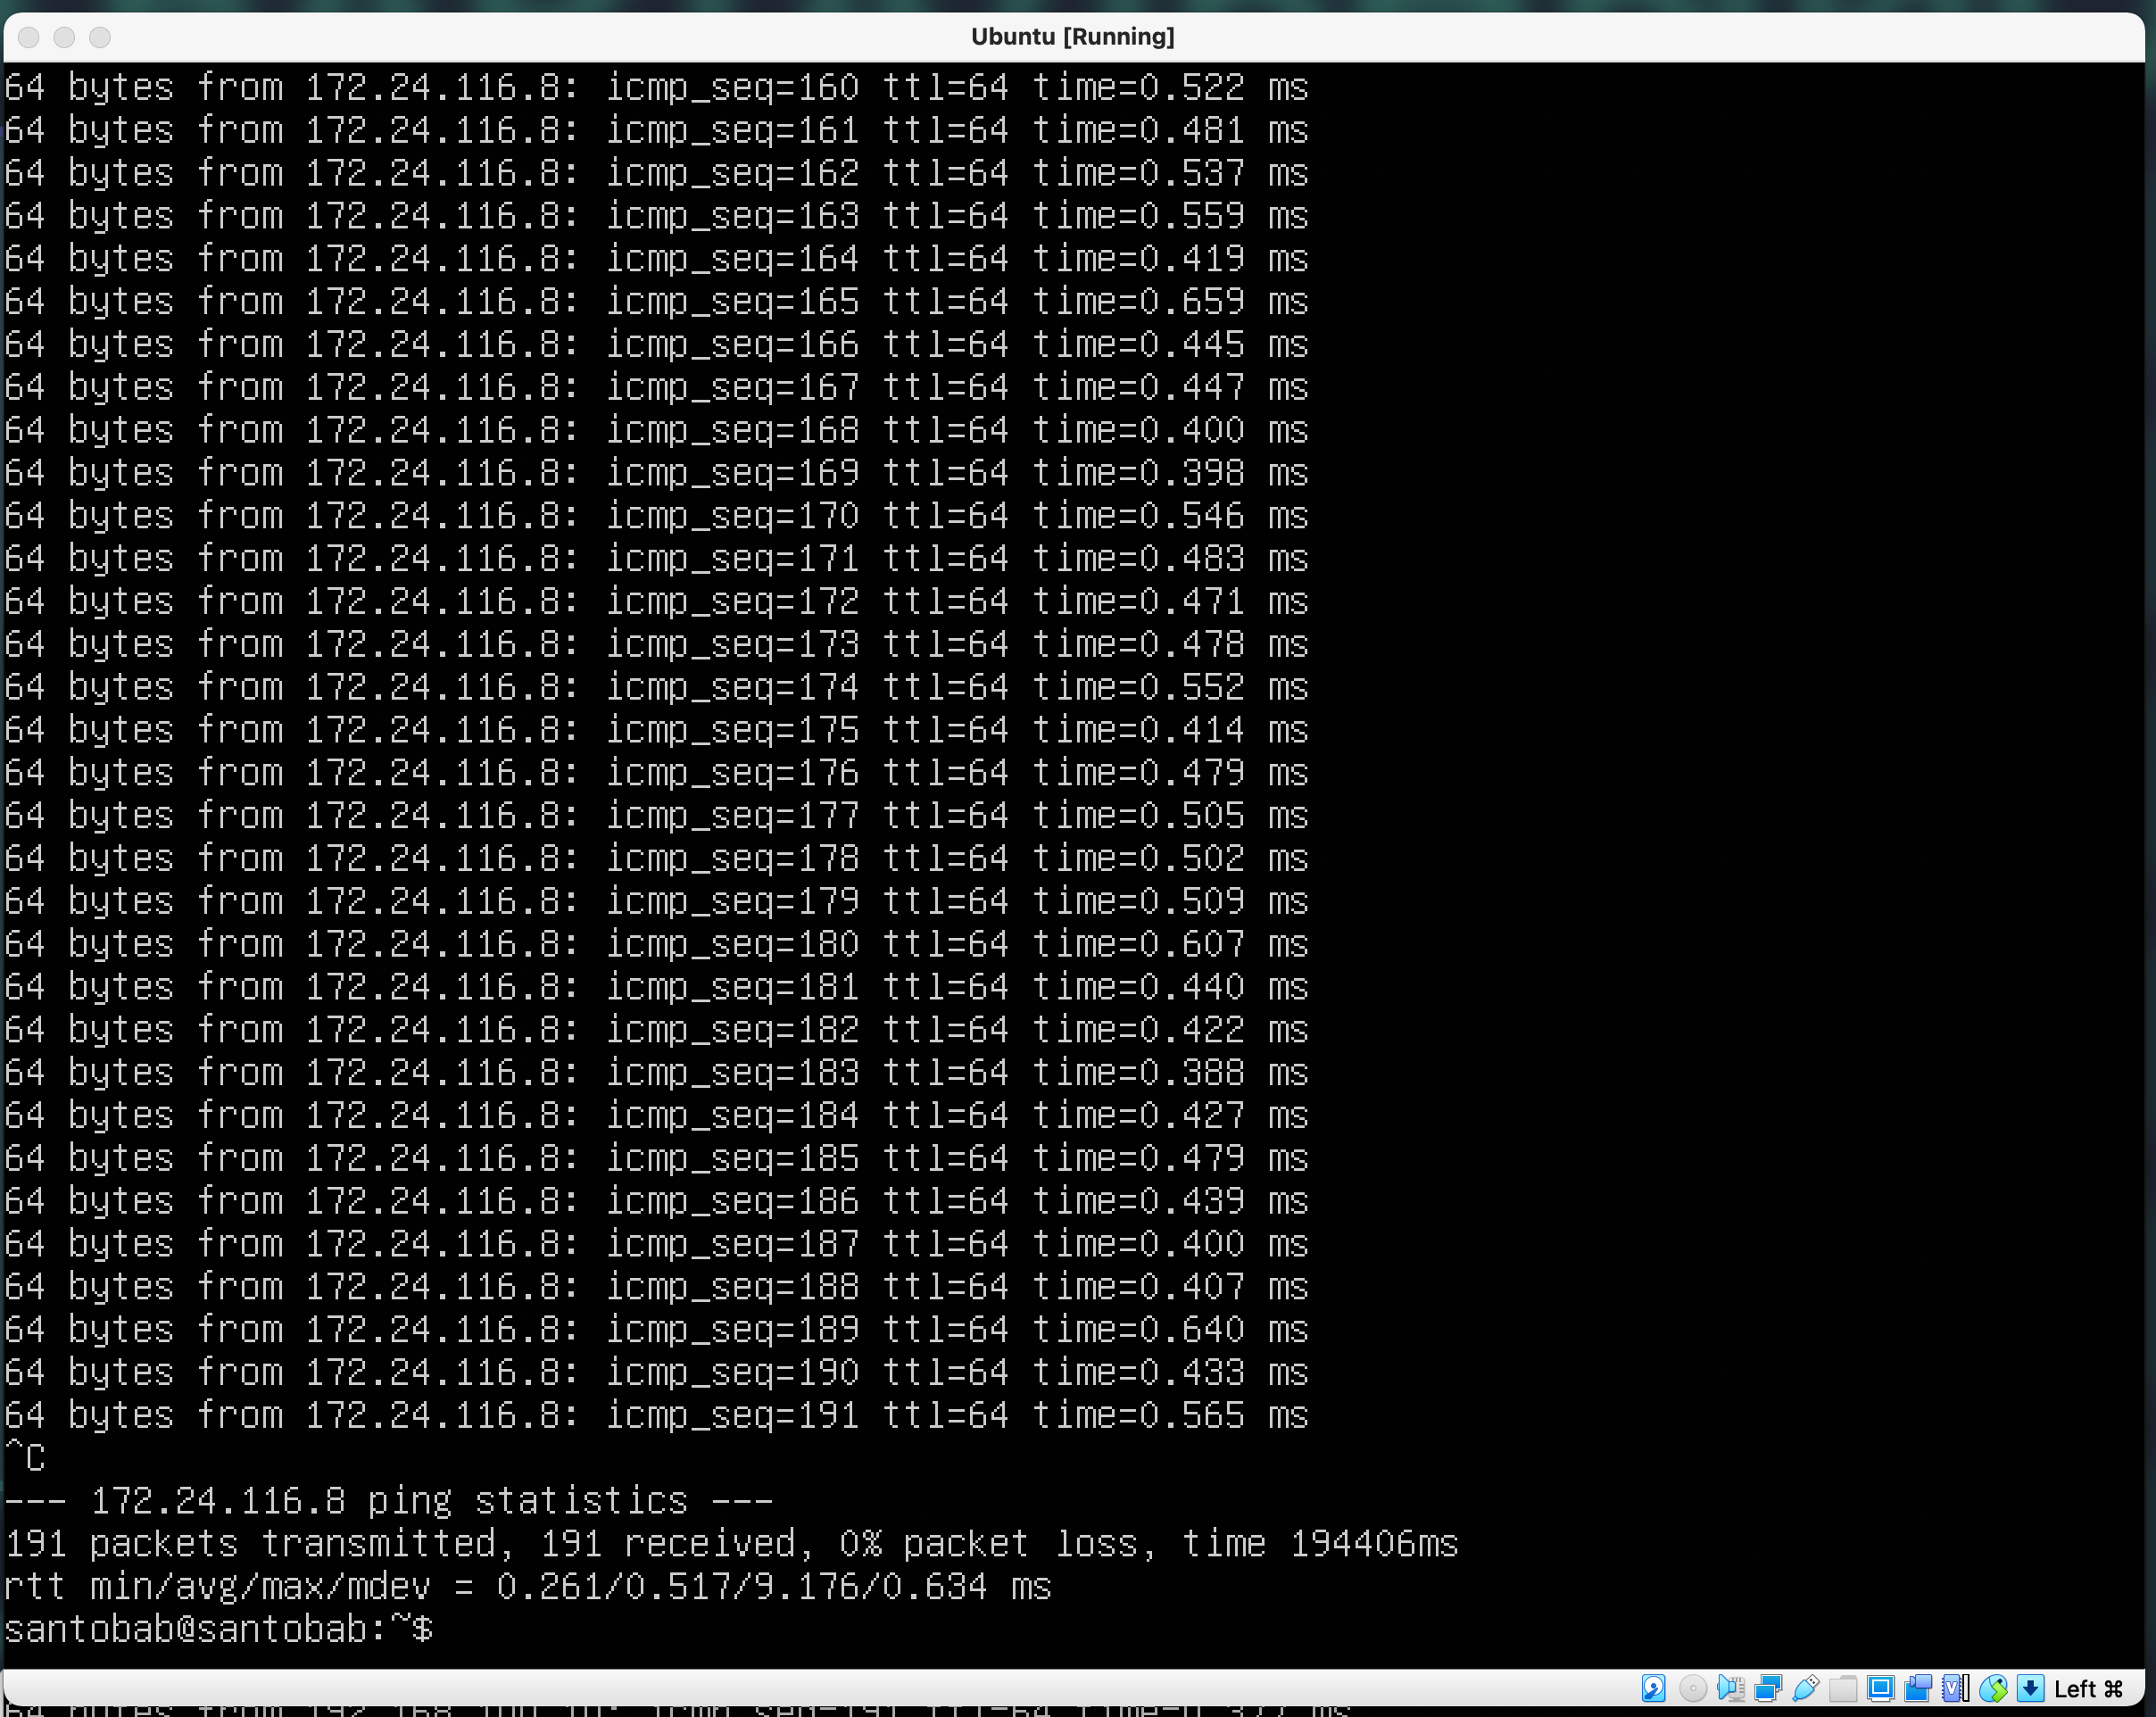 Ubuntu [Running]
64 bytes from 172.24.116.8: icmp_seq=160 ttl=64 time=0.522 ms
64 bytes from 172.24.116.8: icmp_seq=161 ttl=64 time=0.481 ms
64 bytes from 172.24.116.8: icmp_seq=162 ttl=64 time=0.537 ms
64 bytes from 172.24.116.8: icmp_seq=163 ttl=64 time=0.559 ms
64 bytes from 172.24.116.8: icmp_seq=164 ttl=64 time=0.419 ms
64 bytes from 172.24.116.8: icmp_seq=165 ttl=64 time=0.659 ms
64 bytes from 172.24.116.8: icmp_seq=166 ttl=64 time=0.445 ms
64 bytes from 172.24.116.8: icmp_seq=167 ttl=64 time=0.447 ms
64 bytes from 172.24.116.8: icmp_seq=168 ttl=64 time=0.400 ms
64 bytes from 172.24.116.8: icmp_seq=169 ttl=64 time=0.398 ms
64 bytes from 172.24.116.8: icmp_seq=170 ttl=64 time=0.546 ms
64 bytes from 172.24.116.8: icmp_seq=171 ttl=64 time=0.483 ms
64 bytes from 172.24.116.8: icmp_seq=172 ttl=64 time=0.471 ms
64 bytes from 172.24.116.8: icmp_seq=173 ttl=64 time=0.478 ms
64 bytes from 172.24.116.8: icmp_seq=174 ttl=64 time=0.552 ms
64 bytes from 172.24.116.8: icmp_seq=175 ttl=64 time=0.414 ms
64 bytes from 172.24.116.8: icmp_seq=176 ttl=64 time=0.479 ms
64 bytes from 172.24.116.8: icmp_seq=177 ttl=64 time=0.505 ms
64 bytes from 172.24.116.8: icmp_seq=178 ttl=64 time=0.502 ms
64 bytes from 172.24.116.8: icmp_seq=179 ttl=64 time=0.509 ms
64 bytes from 172.24.116.8: icmp_seq=180 ttl=64 time=0.607 ms
64 bytes from 172.24.116.8: icmp_seq=181 ttl=64 time=0.440 ms
64 bytes from 172.24.116.8: icmp_seq=182 ttl=64 time=0.422 ms
64 bytes from 172.24.116.8: icmp_seq=183 ttl=64 time=0.388 ms
64 bytes from 172.24.116.8: icmp_seq=184 ttl=64 time=0.427 ms
64 bytes from 172.24.116.8: icmp_seq=185 ttl=64 time=0.479 ms
64 bytes from 172.24.116.8: icmp_seq=186 ttl=64 time=0.439 ms
64 bytes from 172.24.116.8: icmp_seq=187 ttl=64 time=0.400 ms
64 bytes from 172.24.116.8: icmp_seq=188 ttl=64 time=0.407 ms
64 bytes from 172.24.116.8: icmp_seq=189 ttl=64 time=0.640 ms
64 bytes from 172.24.116.8: icmp_seq=190 ttl=64 time=0.433 ms
64 bytes from 172.24.116.8: icmp_seq=191 ttl=64 time=0.565 ms
^C
--- 172.24.116.8 ping statistics ---
191 packets transmitted, 191 received, 0% packet loss, time 194406ms
rtt min/avg/max/mdev = 0.261/0.517/9.176/0.634 ms
santobab@santobab:~$
Left ⌘